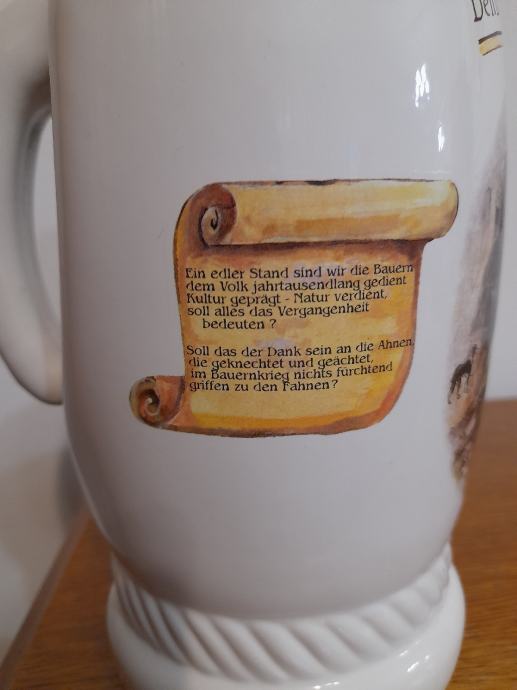 Ein edler Stand sind wir die Bauern
dem Volk jahrtausendlang gedient
Kultur geprägt - Natur verdient,
soll alles das Vergangenheit
bedeuten ?
Soll das der Dank sein an die Ahnen,
die geknechtet und geächtet,
im Bauernkrieg nichts fürchtend
griffen zu den Fahnen ?